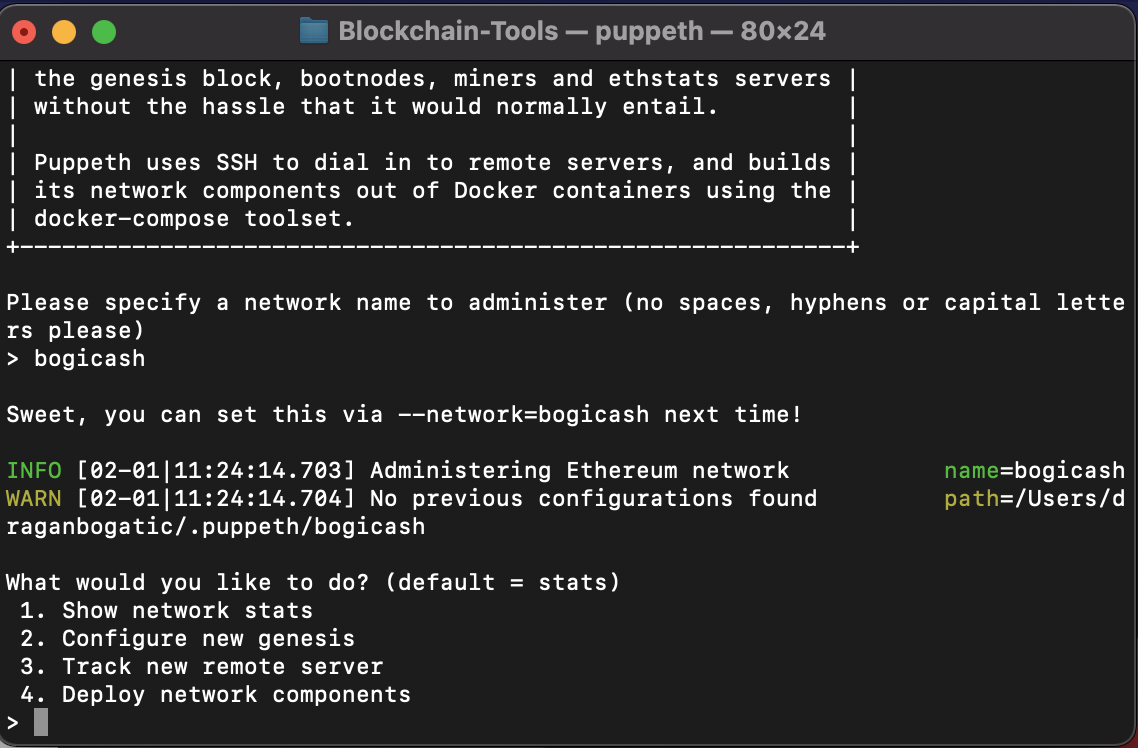 Blockchain-Tools — puppeth — 80×24
| the genesis block, bootnodes, miners and ethstats servers |
| without the hassle that it would normally entail.         |
|                                                           |
| Puppeth uses SSH to dial in to remote servers, and builds |
| its network components out of Docker containers using the |
| docker-compose toolset.                                   |
+-----------------------------------------------------------+
Please specify a network name to administer (no spaces, hyphens or capital lette
rs please)
> bogicash
Sweet, you can set this via --network=bogicash next time!
INFO [02-01|11:24:14.703] Administering Ethereum network           name=bogicash
WARN [02-01|11:24:14.704] No previous configurations found         path=/Users/d
raganbogatic/.puppeth/bogicash
What would you like to do? (default = stats)
 1. Show network stats
 2. Configure new genesis
 3. Track new remote server
 4. Deploy network components
>